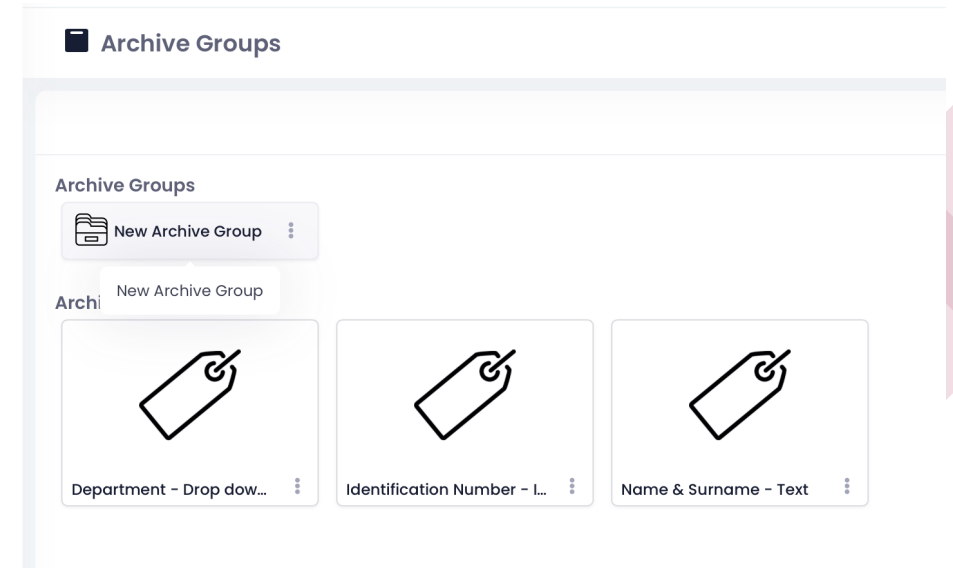 Archive Groups
Archive Groups
New Archive Group
New Archive Group
Archi
Department - Drop dow...
Identification Number - I...
Name & Surname - Text